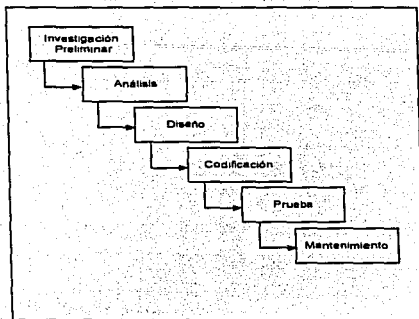 Investigación
Preliminar
Análisis
Diseño
Codificación
Prueba
Mantenimiento